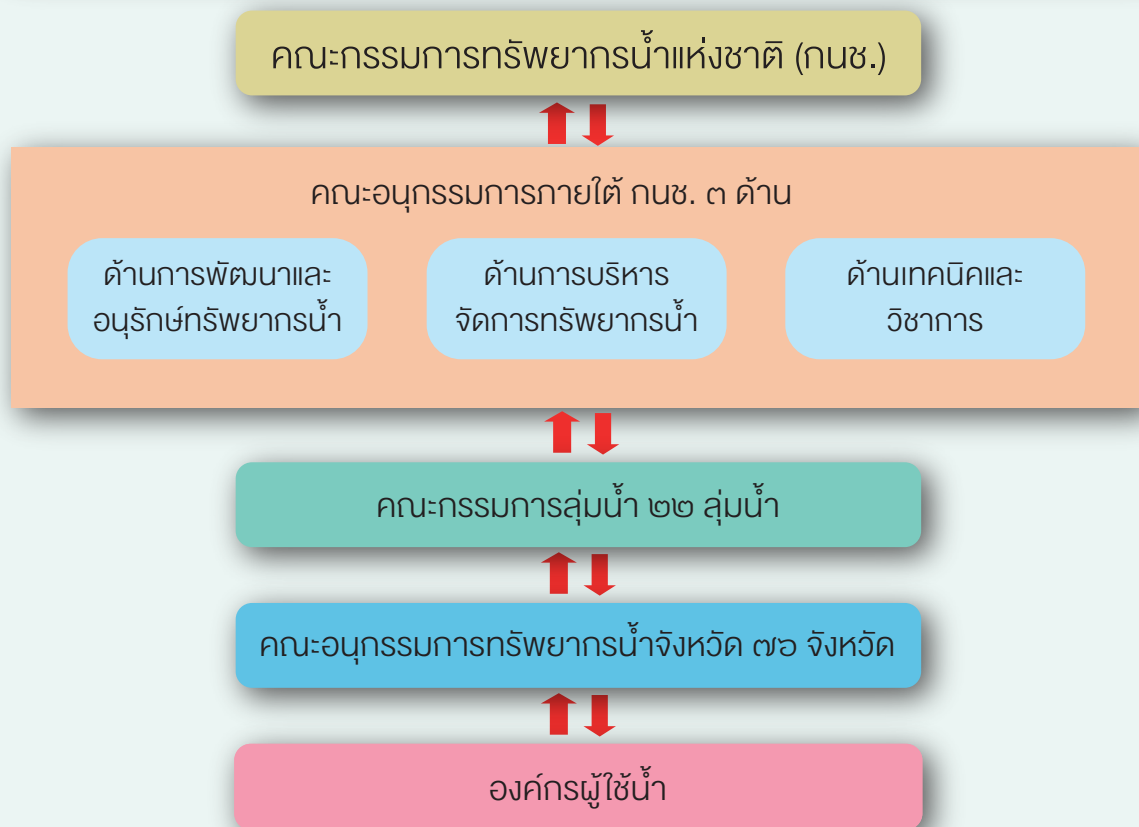 คณะกรรมการทรัพยากรน้ำแห่งชาติ (กนช.)
คณะอนุกรรมการภายใต้ กนช. ๓ ด้าน
ด้านการพัฒนาและ
อนุรักษ์ทรัพยากรน้ำ
ด้านการบริหาร
จัดการทรัพยากรน้ำ
ด้านเทคนิคและ
วิชาการ
คณะกรรมการลุ่มน้ำ ๒๒ ลุ่มน้ำ
คณะอนุกรรมการทรัพยากรน้ำจังหวัด ๗๖ จังหวัด
องค์กรผู้ใช้น้ำ